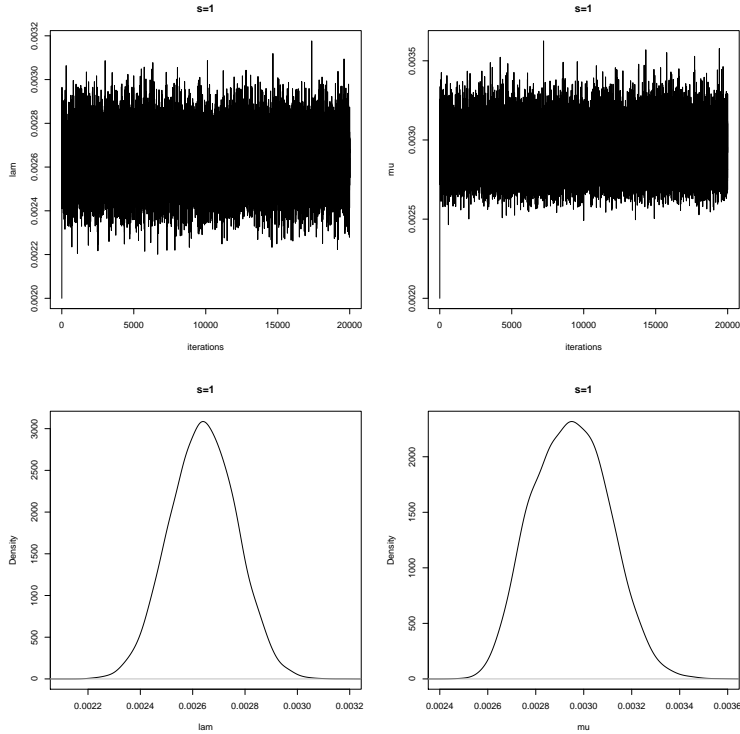 s=1
lam
0.0020 0.0022 0.0024 0.0026 0.0028 0.0030 0.0032
0 5000 10000 15000 20000
iterations
s=1
mu
0.0020 0.0025 0.0030 0.0035
0 5000 10000 15000 20000
iterations
s=1
Density
0 500 1000 1500 2000 2500 3000
0.0022 0.0024 0.0026 0.0028 0.0030 0.0032
lam
s=1
Density
0 500 1000 1500 2000
0.0024 0.0026 0.0028 0.0030 0.0032 0.0034 0.0036
mu